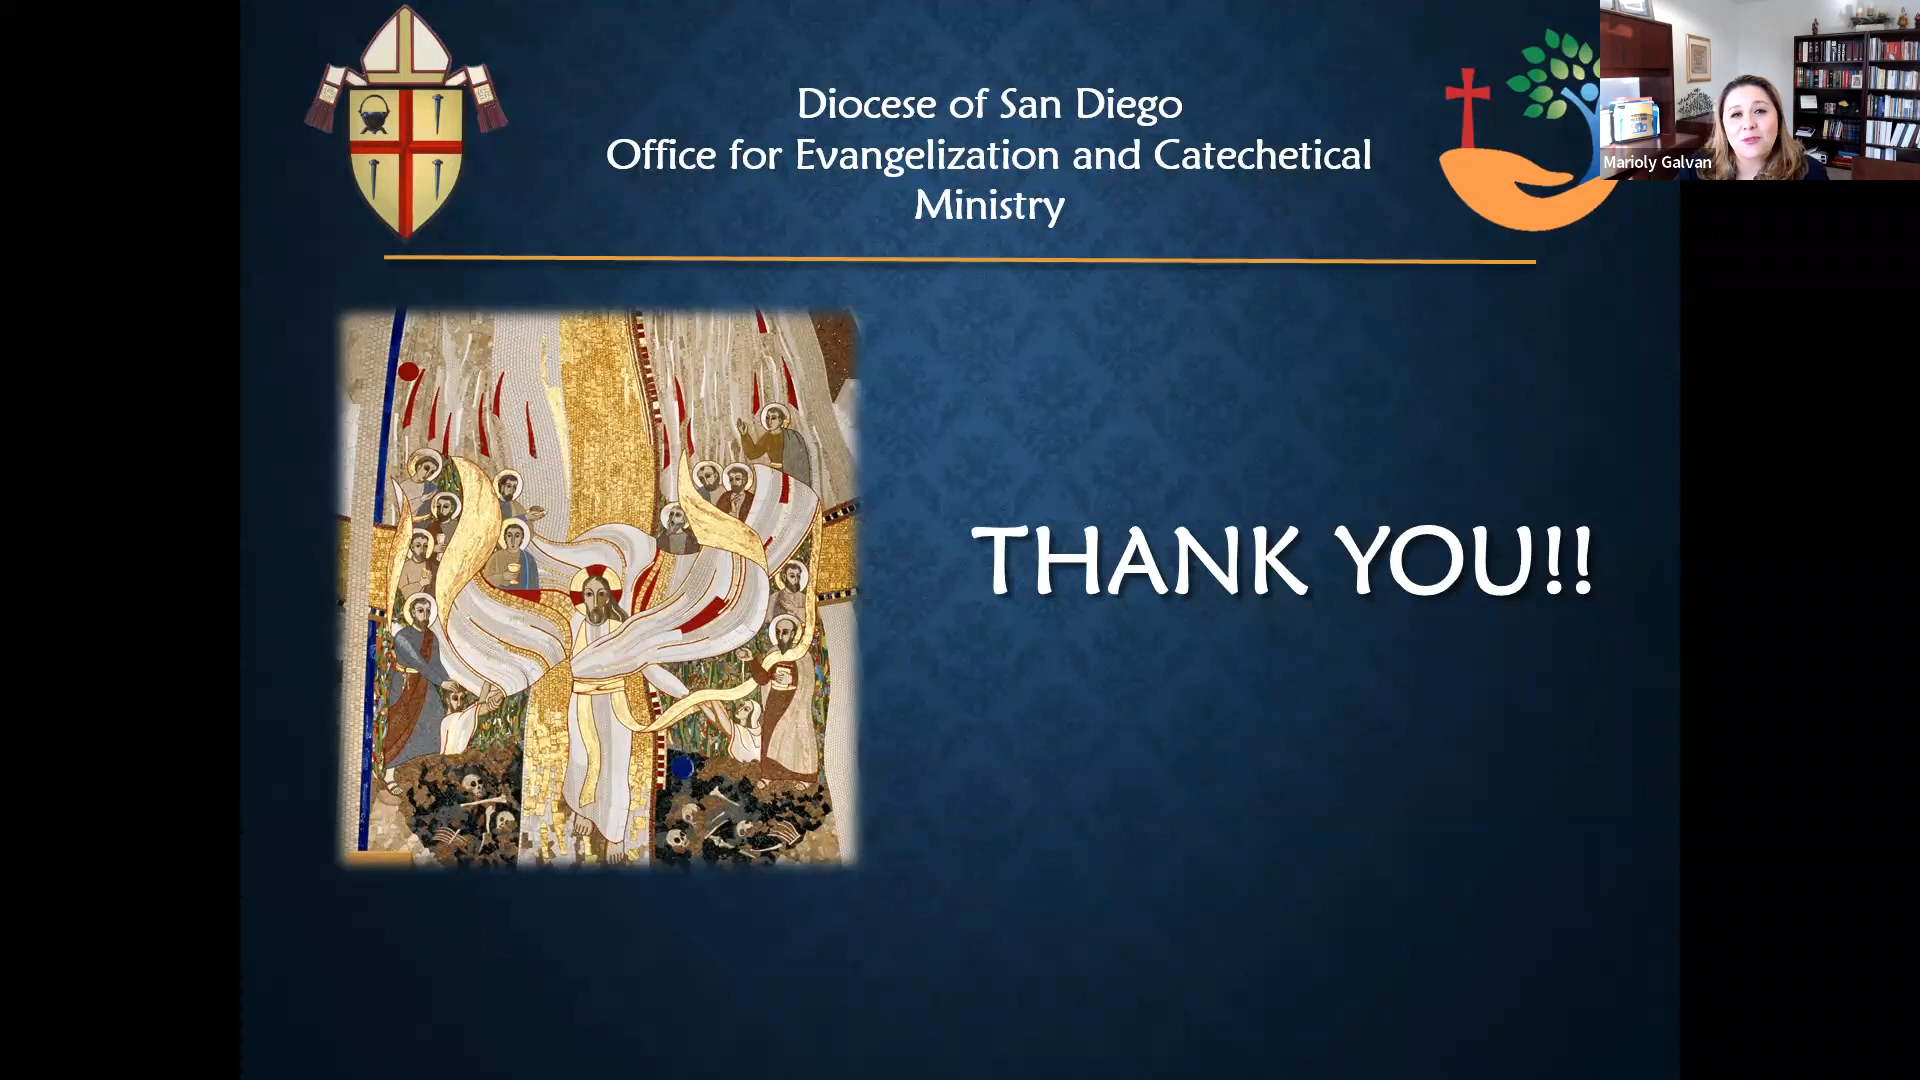 Diocese of San Diego
Office for Evangelization and Catechetical
Ministry
Marioly Galvan
THANK YOU!!